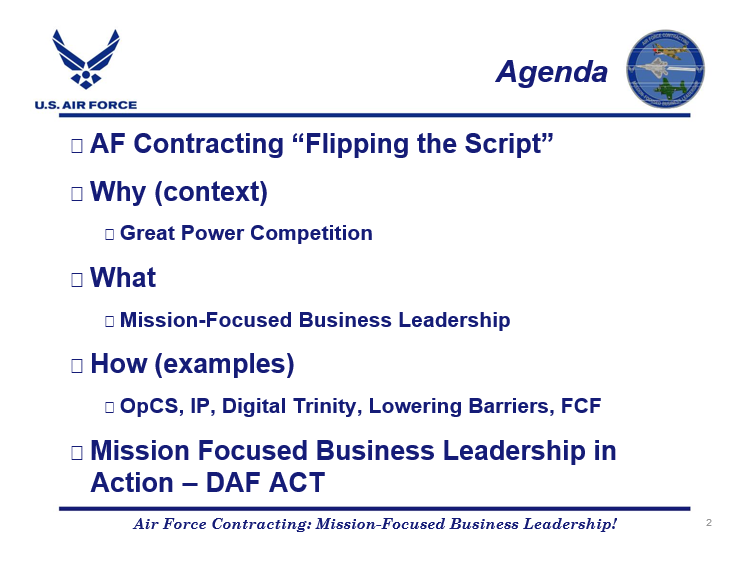 Agenda
U.S. AIR FORCE
AF Contracting “Flipping the Script”
Why (context)
Great Power Competition
What
Mission-Focused Business Leadership
How (examples)
OpCS, IP, Digital Trinity, Lowering Barriers, FCF
Mission Focused Business Leadership in
Action – DAF ACT
Air Force Contracting: Mission-Focused Business Leadership!
2